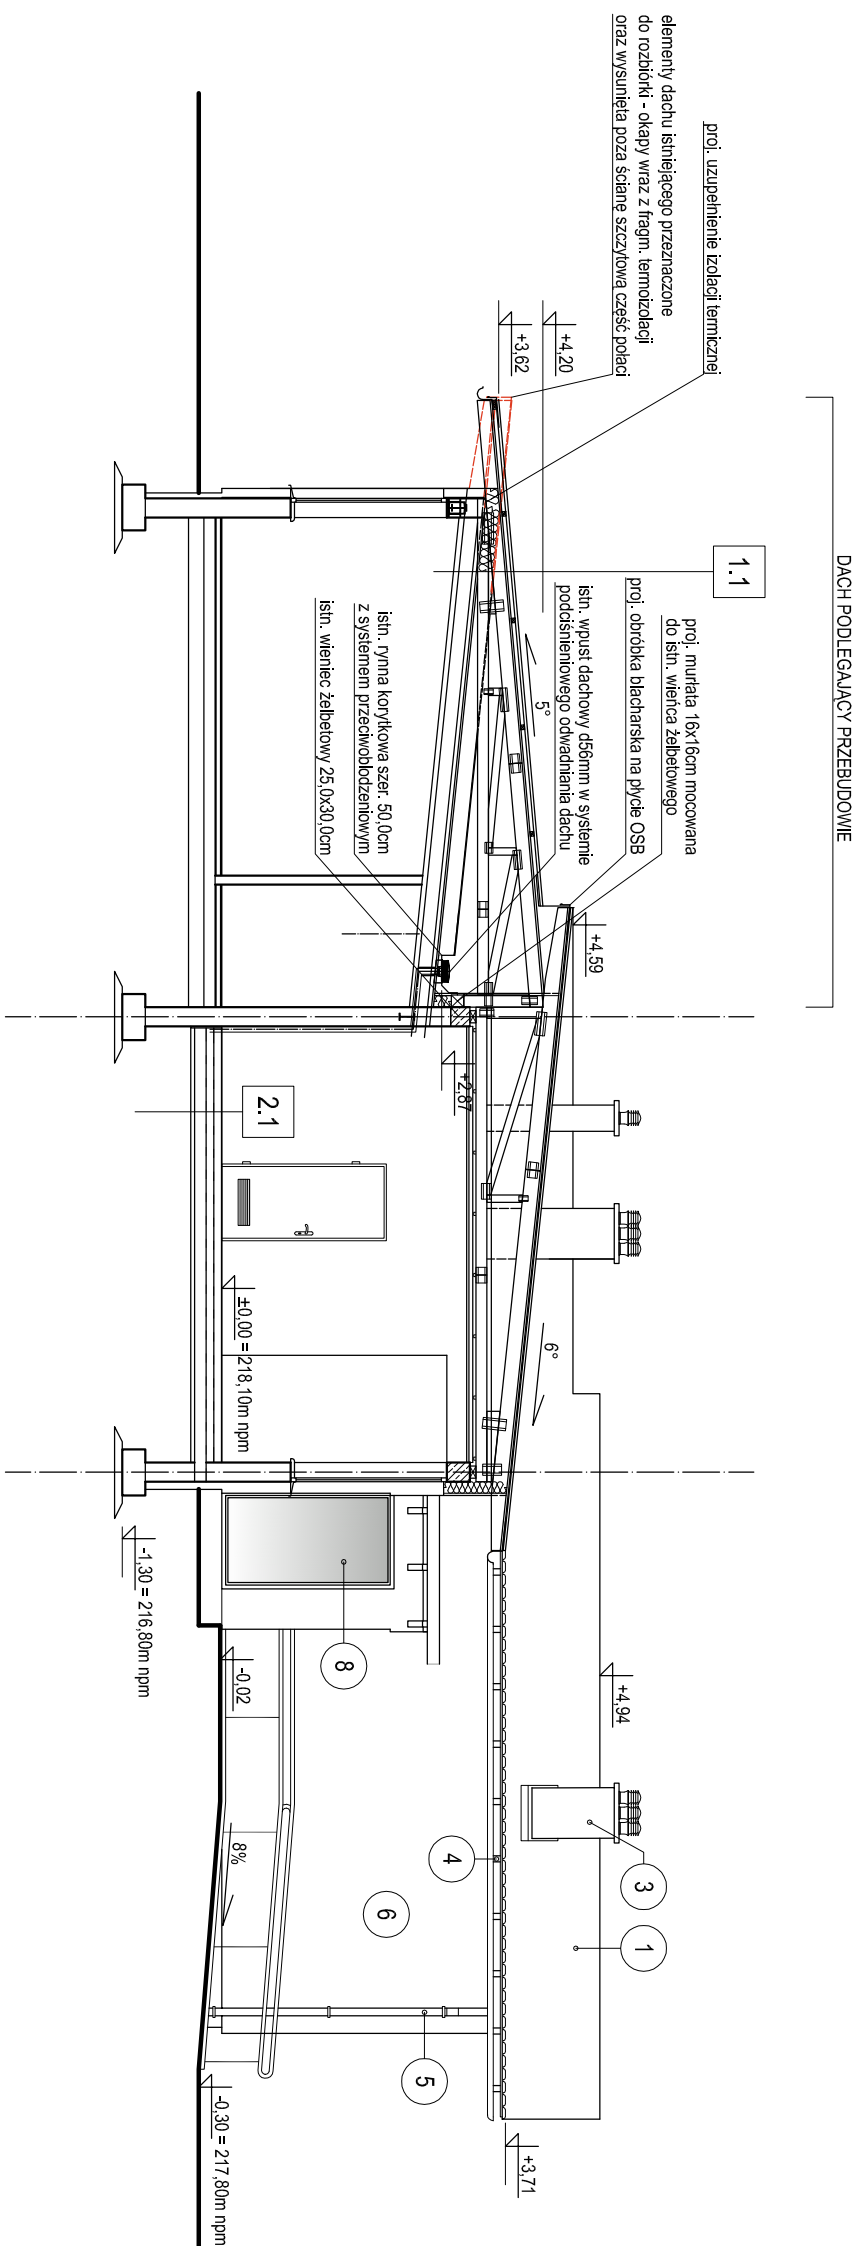 DACH PODLEGAJĄCY PRZEBUDOWIE
elementy dachu istniejącego przeznaczone
do rozbiórki - okapy wraz z fragm. termoizolacji
oraz wysunięta poza ścianę szczytową część połaci
proj. uzupełnienie izolacji termicznej
1.1
proj. murłata 16x16cm mocowana
do istn. wieńca żelbetowego
proj. obróbka blacharska na płycie OSB
istn. wpust dachowy d56mm w systemie
podciśnieniowego odwadniania dachu
istn. rynna korytkowa szer. 50,0cm
z systemem przeciwoblodzeniowym
istn. wieniec żelbetowy 25,0x30,0cm
+4,20
+3,62
5°
+4,59
+2,87
2.1
6°
±0,00 = 218,10m npm
-1,30 = 216,80m npm
8
-0,02
+4,94
3
1
4
6
5
8%
+3,71
-0,30 = 217,80m npm